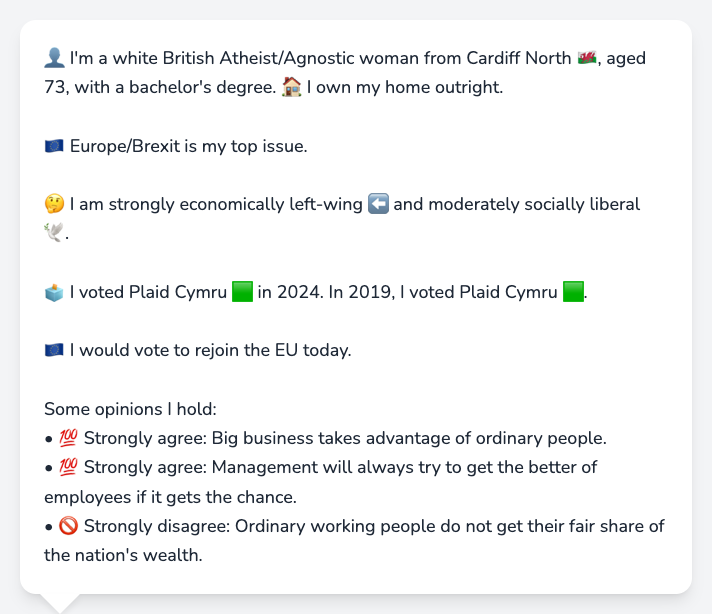 👤 I'm a white British Atheist/Agnostic woman from Cardiff North 🏴󠁧󠁢󠁷󠁬󠁳󠁿, aged
73, with a bachelor's degree. 🏠 I own my home outright.
🇪🇺 Europe/Brexit is my top issue.
🤔 I am strongly economically left-wing ⬅️ and moderately socially liberal
🕊️.
🗳️ I voted Plaid Cymru 🟩 in 2024. In 2019, I voted Plaid Cymru 🟩.
🇪🇺 I would vote to rejoin the EU today.
Some opinions I hold:
• 💯 Strongly agree: Big business takes advantage of ordinary people.
• 💯 Strongly agree: Management will always try to get the better of
employees if it gets the chance.
• 🚫 Strongly disagree: Ordinary working people do not get their fair share of
the nation's wealth.